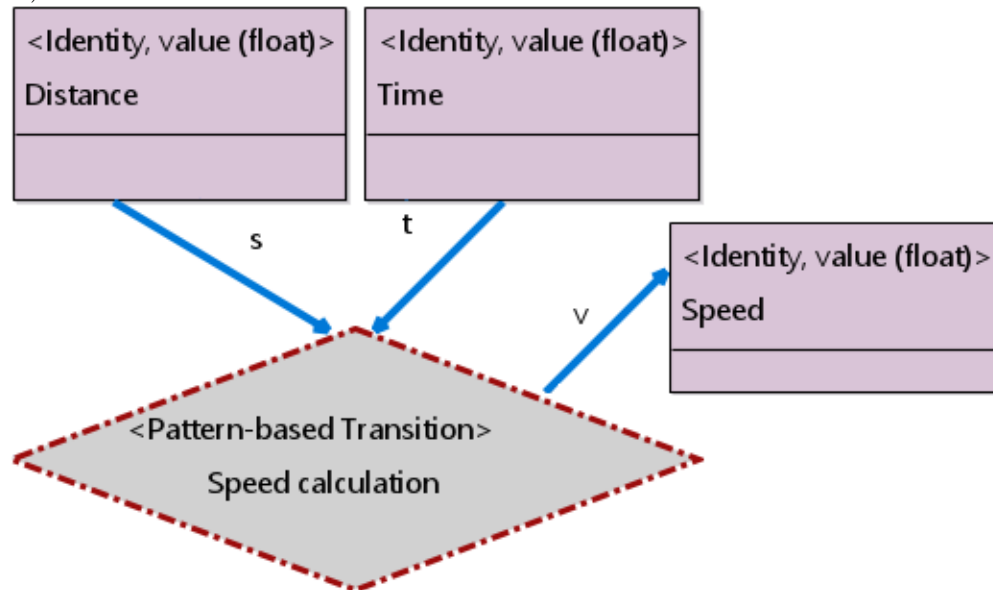 <Identity, value (float)>
Distance
<Identity, value (float)>
Time
s
t
<Identity, value (float)>
Speed
v
<Pattern-based Transition>
Speed calculation